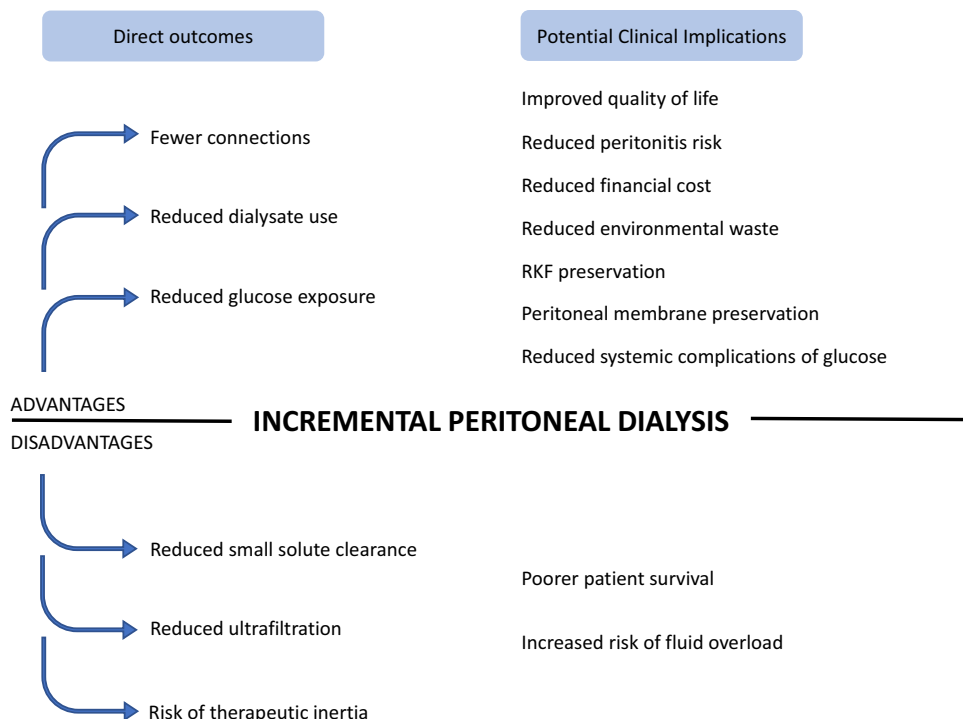 Direct outcomes
Potential Clinical Implications
Improved quality of life
Fewer connections
Reduced peritonitis risk
Reduced financial cost
Reduced dialysate use
Reduced environmental waste
RKF preservation
Reduced glucose exposure
Peritoneal membrane preservation
Reduced systemic complications of glucose
ADVANTAGES
INCREMENTAL PERITONEAL DIALYSIS
DISADVANTAGES
Reduced small solute clearance
Poorer patient survival
Reduced ultrafiltration
Increased risk of fluid overload
Risk of therapeutic inertia